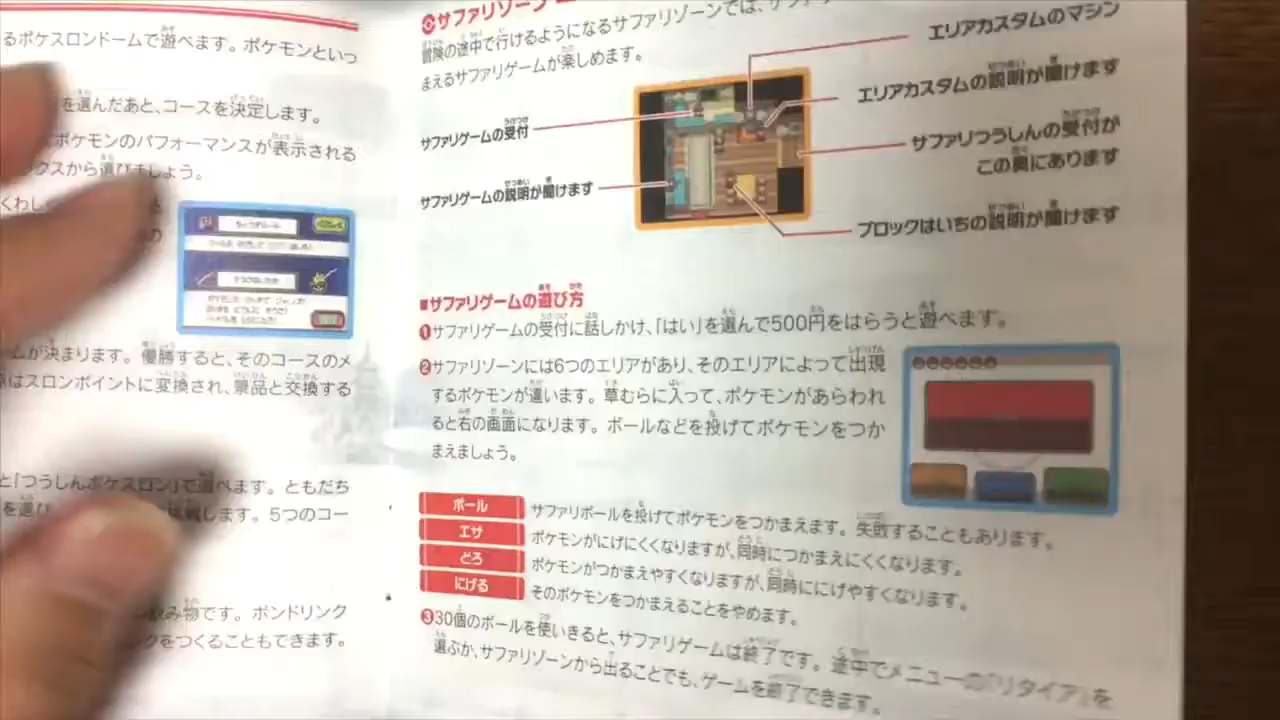 るポケスロンドームで遊べます。ポケモンといっ
を選んだあと、コースを決定します。
ポケモンのパフォーマンスが表示される
ックスから選びましょう。
くわし
ームが決まります。優勝すると、そのコースのメ
はスロンポイントに変換され、景品と交換する
と「つうしんポケスロン」で遊べます。ともだち
を選び
します。5つのコー
飲み物です。ボンドリンク
クをつくることもできます。
サファリゾーン
冒険の途中で行けるようになるサファリゾーンでは、サファリ
まえるサファリゲームが楽しめます。
エリアカスタムのマシン
エリアカスタムの説明が聞けます
サファリゲームの受付
サファリつうしんの受付が
この奥にあります
サファリゲームの説明が聞けます
ブロックはいちの説明が聞けます
■サファリゲームの遊び方
❶サファリゲームの受付に話しかけ、「はい」を選んで500円をはらうと遊べます。
❷サファリゾーンには6つのエリアがあり、そのエリアによって出現
するポケモンが違います。草むらに入って、ポケモンがあらわれ
ると右の画面になります。ボールなどを投げてポケモンをつか
まえましょう。
ボール サファリボールを投げてポケモンをつかまえます。失敗することもあります。
エサ ポケモンがにげにくくなりますが、同時につかまえにくくなります。
どろ ポケモンがつかまえやすくなりますが、同時ににげやすくなります。
にげる そのポケモンをつかまえることをやめます。
❸30個のボールを使いきると、サファリゲームは終了です。途中でメニューの「リタイア」を
選ぶか、サファリゾーンから出ることでも、ゲームを終了できます。